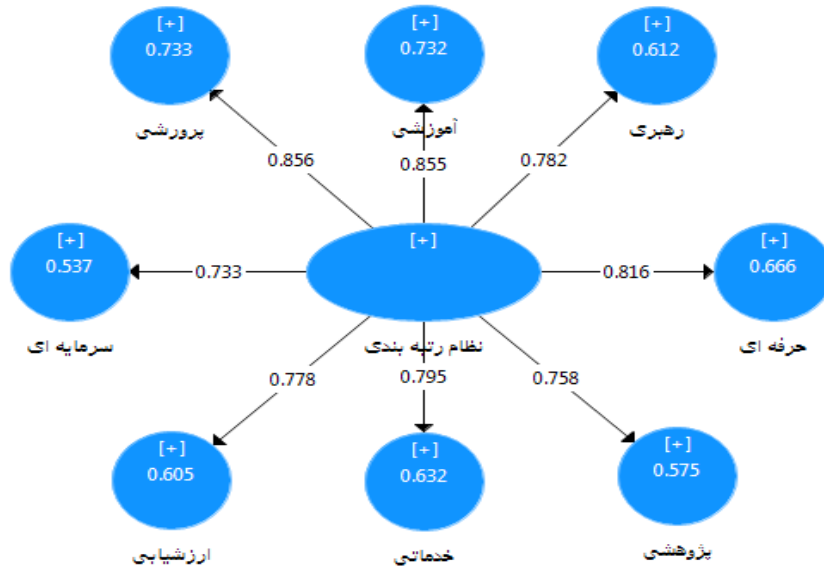 [+]
0.733
پرورشی
[+]
0.732
آموزشی
[+]
0.612
رهبری
0.856
0.855
0.782
[+]
0.537
سرمایه ای
0.733
[+]
نظام رتبه بندی
0.816
[+]
0.666
حرفه ای
0.778
0.795
0.758
[+]
0.605
ارزشیابی
[+]
0.632
خدماتی
[+]
0.575
پژوهشی